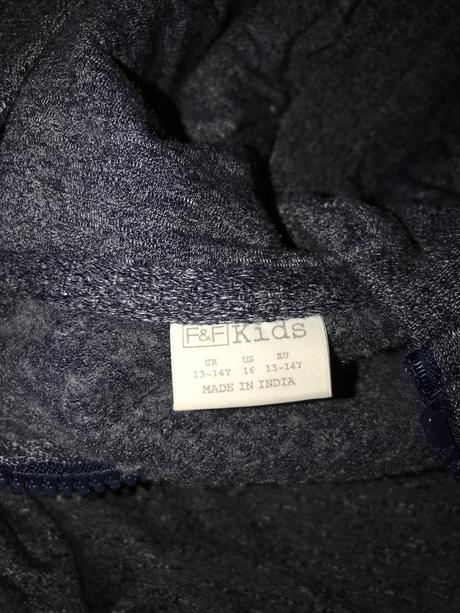 F&F Kids
UK US EU
13-14Y 16 13-14Y
MADE IN INDIA